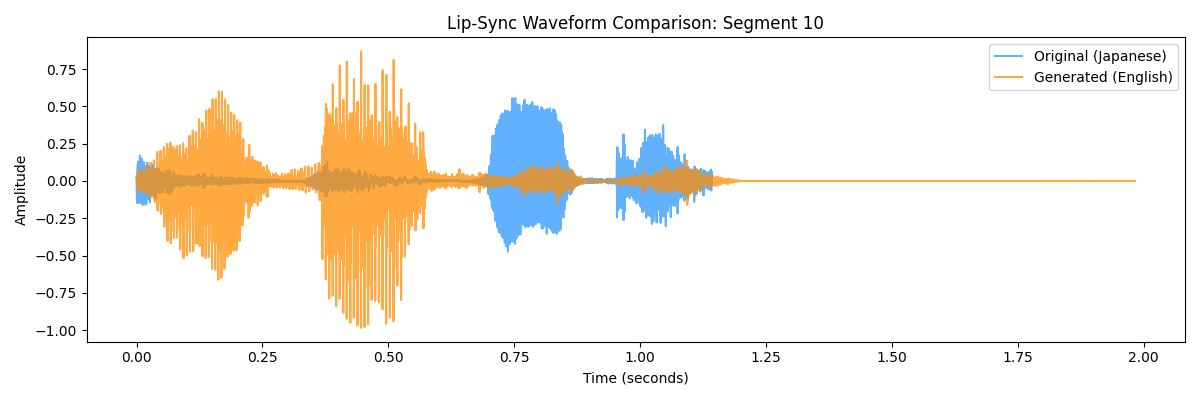 Lip-Sync Waveform Comparison: Segment 10
Original (Japanese)
Generated (English)
Amplitude
0.75
0.50
0.25
0.00
−0.25
−0.50
−0.75
−1.00
0.00 0.25 0.50 0.75 1.00 1.25 1.50 1.75 2.00
Time (seconds)